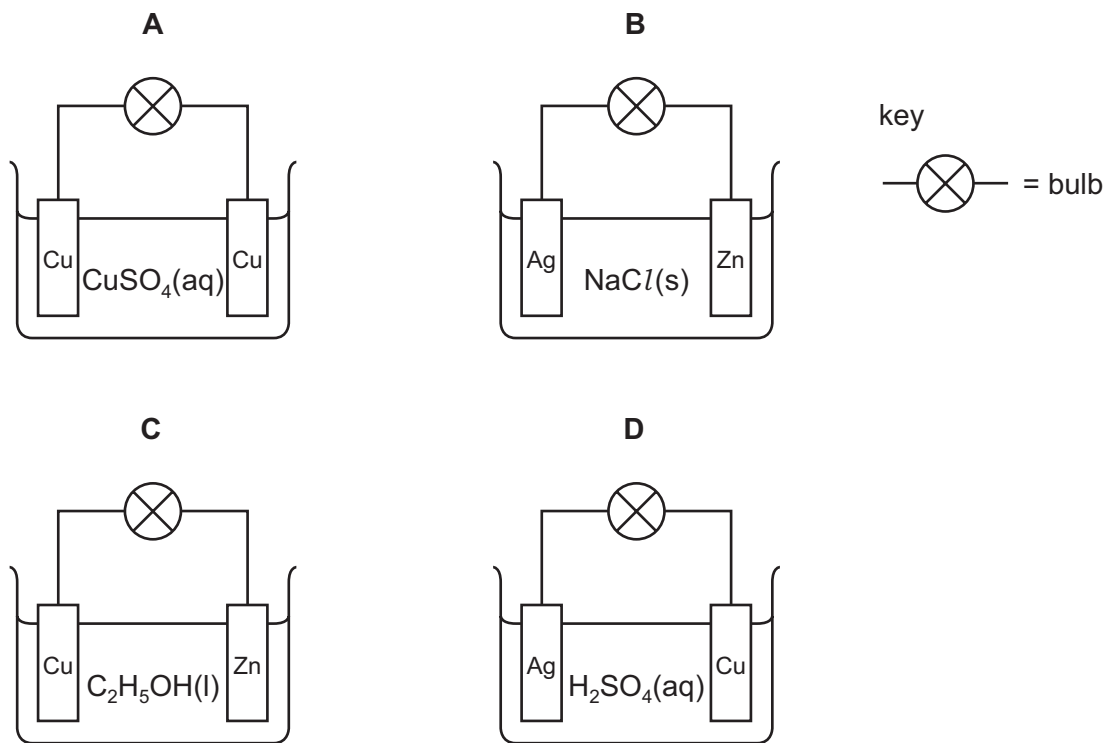 A
B
key
= bulb
Cu
CuSO₄(aq)
Cu
Ag
NaCl(s)
Zn
C
D
Cu
C₂H₅OH(l)
Zn
Ag
H₂SO₄(aq)
Cu